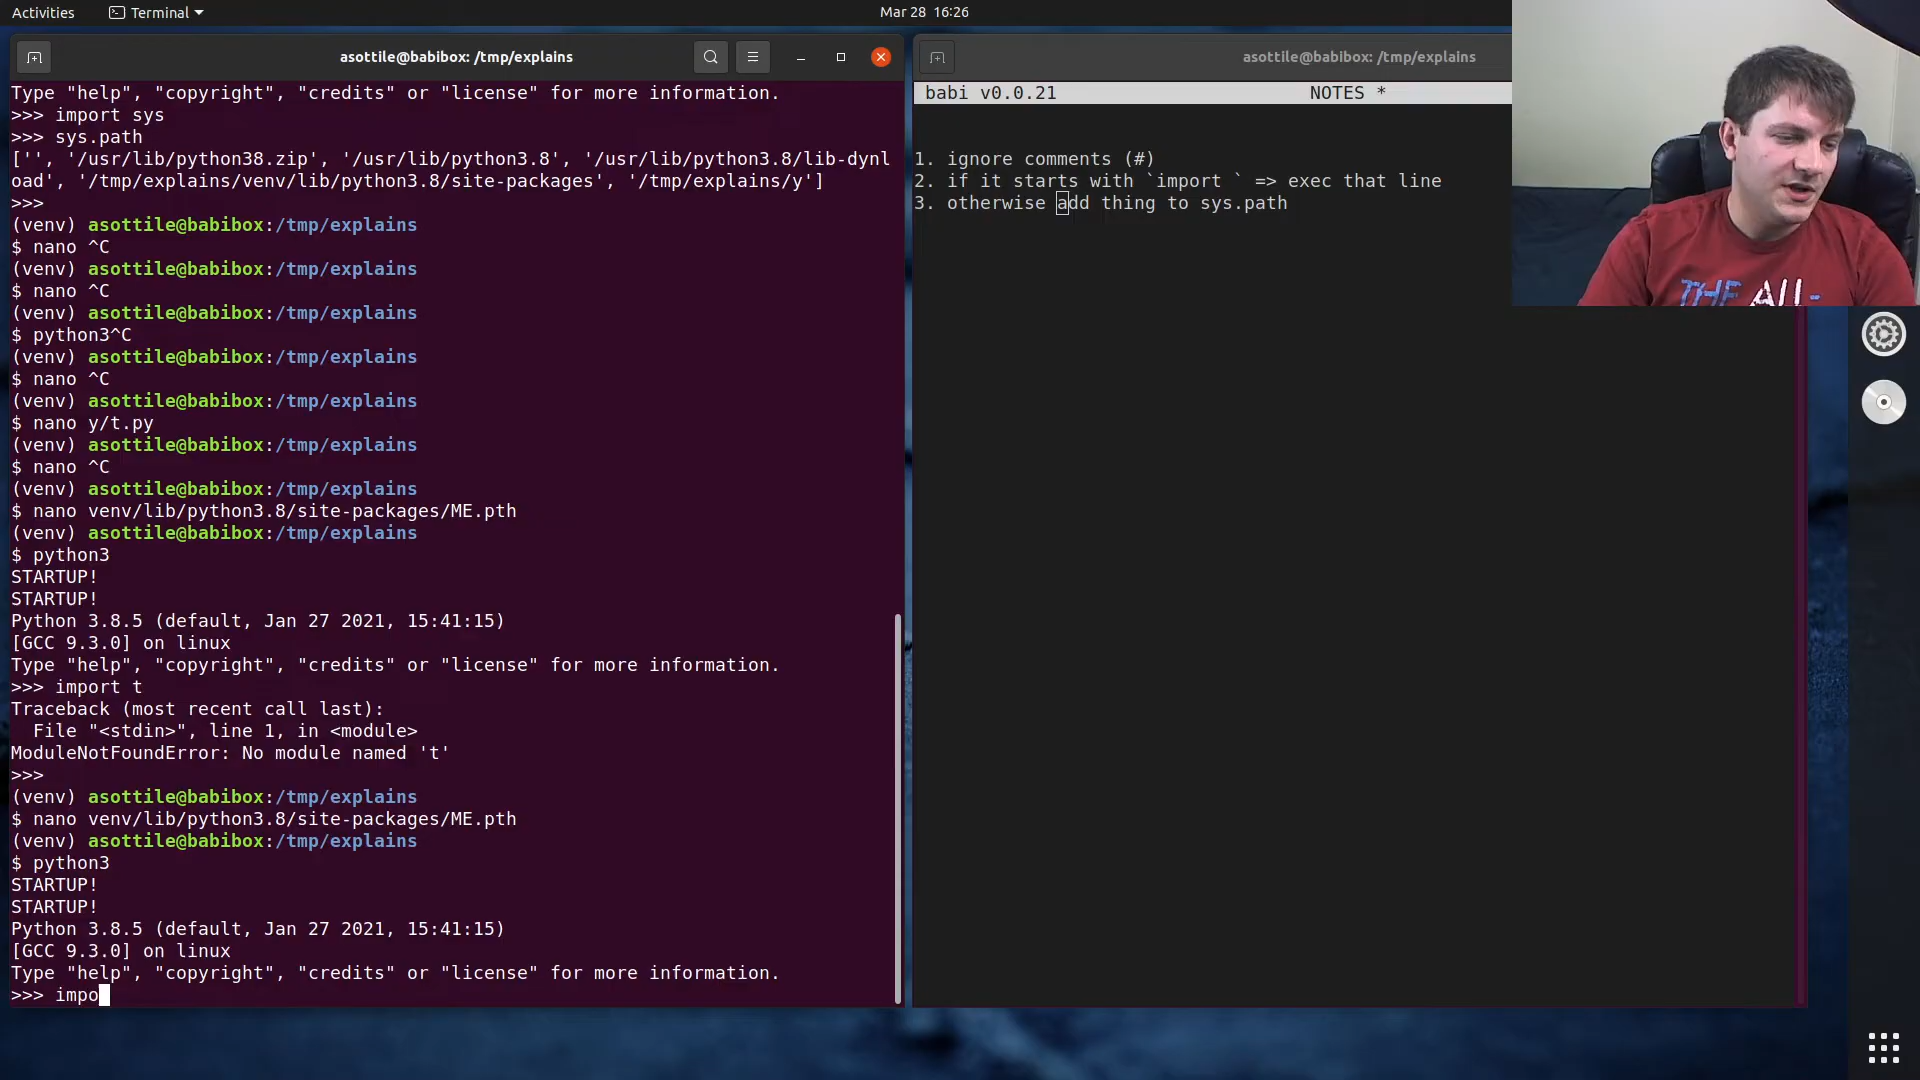 Activities
Terminal
Mar 28 16:26
asottile@babibox: /tmp/explains
Type "help", "copyright", "credits" or "license" for more information.
>>> import sys
>>> sys.path
['', '/usr/lib/python38.zip', '/usr/lib/python3.8', '/usr/lib/python3.8/lib-dynl
oad', '/tmp/explains/venv/lib/python3.8/site-packages', '/tmp/explains/y']
>>>
(venv) asottile@babibox:/tmp/explains
$ nano ^C
(venv) asottile@babibox:/tmp/explains
$ nano ^C
(venv) asottile@babibox:/tmp/explains
$ python3^C
(venv) asottile@babibox:/tmp/explains
$ nano ^C
(venv) asottile@babibox:/tmp/explains
$ nano y/t.py
(venv) asottile@babibox:/tmp/explains
$ nano ^C
(venv) asottile@babibox:/tmp/explains
$ nano venv/lib/python3.8/site-packages/ME.pth
(venv) asottile@babibox:/tmp/explains
$ python3
STARTUP!
STARTUP!
Python 3.8.5 (default, Jan 27 2021, 15:41:15)
[GCC 9.3.0] on linux
Type "help", "copyright", "credits" or "license" for more information.
>>> import t
Traceback (most recent call last):
  File "<stdin>", line 1, in <module>
ModuleNotFoundError: No module named 't'
>>>
(venv) asottile@babibox:/tmp/explains
$ nano venv/lib/python3.8/site-packages/ME.pth
(venv) asottile@babibox:/tmp/explains
$ python3
STARTUP!
STARTUP!
Python 3.8.5 (default, Jan 27 2021, 15:41:15)
[GCC 9.3.0] on linux
Type "help", "copyright", "credits" or "license" for more information.
>>> impo
asottile@babibox: /tmp/explains
babi v0.0.21 NOTES *
1. ignore comments (#)
2. if it starts with `import ` => exec that line
3. otherwise add thing to sys.path
THE ALL-